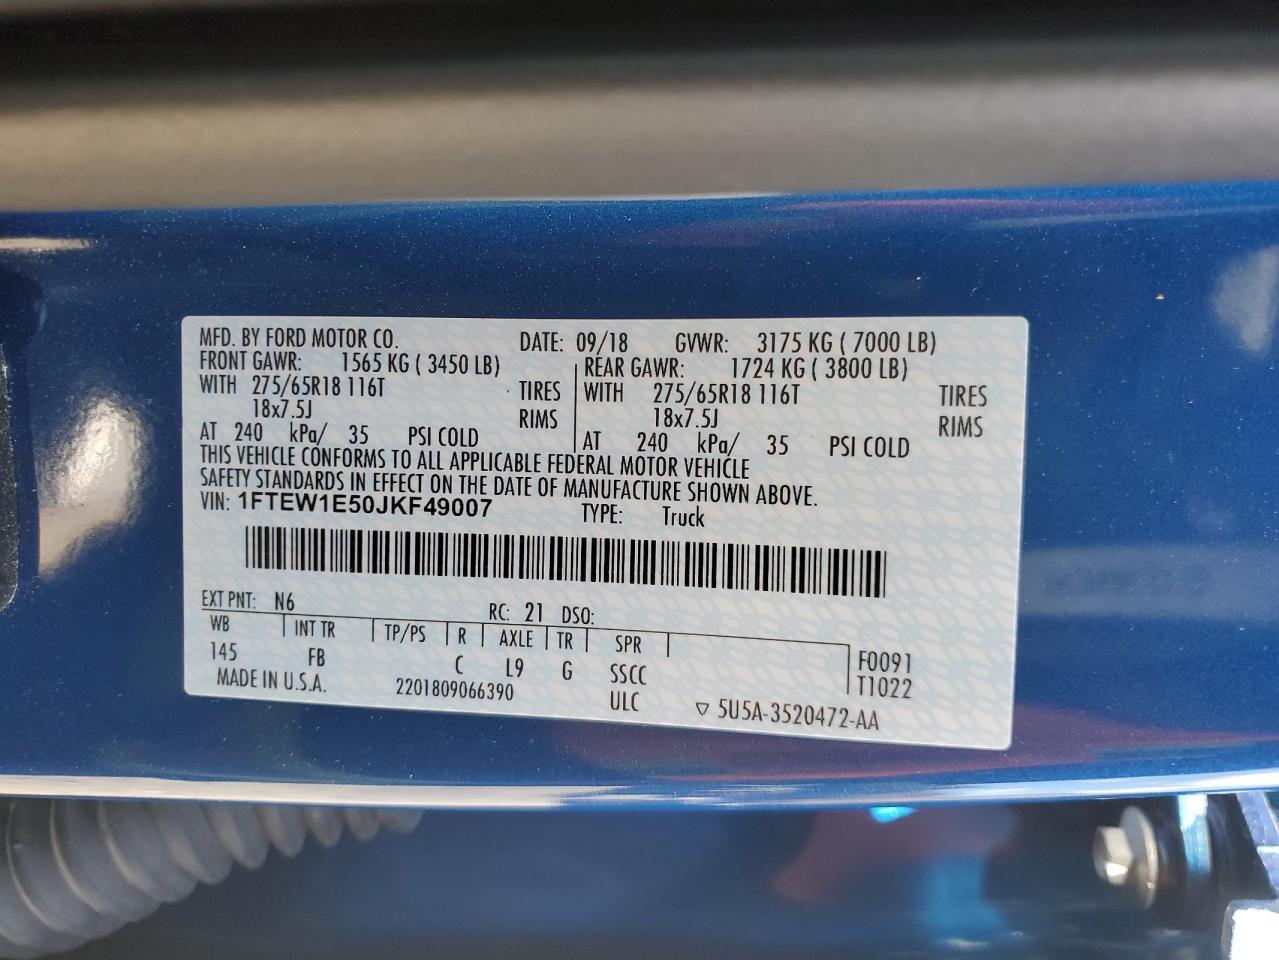 MFD. BY FORD MOTOR CO. DATE: 09/18 GVWR: 3175 KG ( 7000 LB)
FRONT GAWR: 1565 KG ( 3450 LB) REAR GAWR: 1724 KG ( 3800 LB)
WITH 275/65R18 116T TIRES WITH 275/65R18 116T TIRES
18x7.5J RIMS 18x7.5J RIMS
AT 240 kPa/ 35 PSI COLD AT 240 kPa/ 35 PSI COLD
THIS VEHICLE CONFORMS TO ALL APPLICABLE FEDERAL MOTOR VEHICLE
SAFETY STANDARDS IN EFFECT ON THE DATE OF MANUFACTURE SHOWN ABOVE.
VIN: 1FTEW1E50JKF49007 TYPE: Truck
EXT PNT: N6 RC: 21 DSO:
WB INT TR TP/PS R AXLE TR SPR F0091
145 FB C L9 G SSCC T1022
MADE IN U.S.A. 2201809066390 ULC ▽ 5U5A-3520472-AA